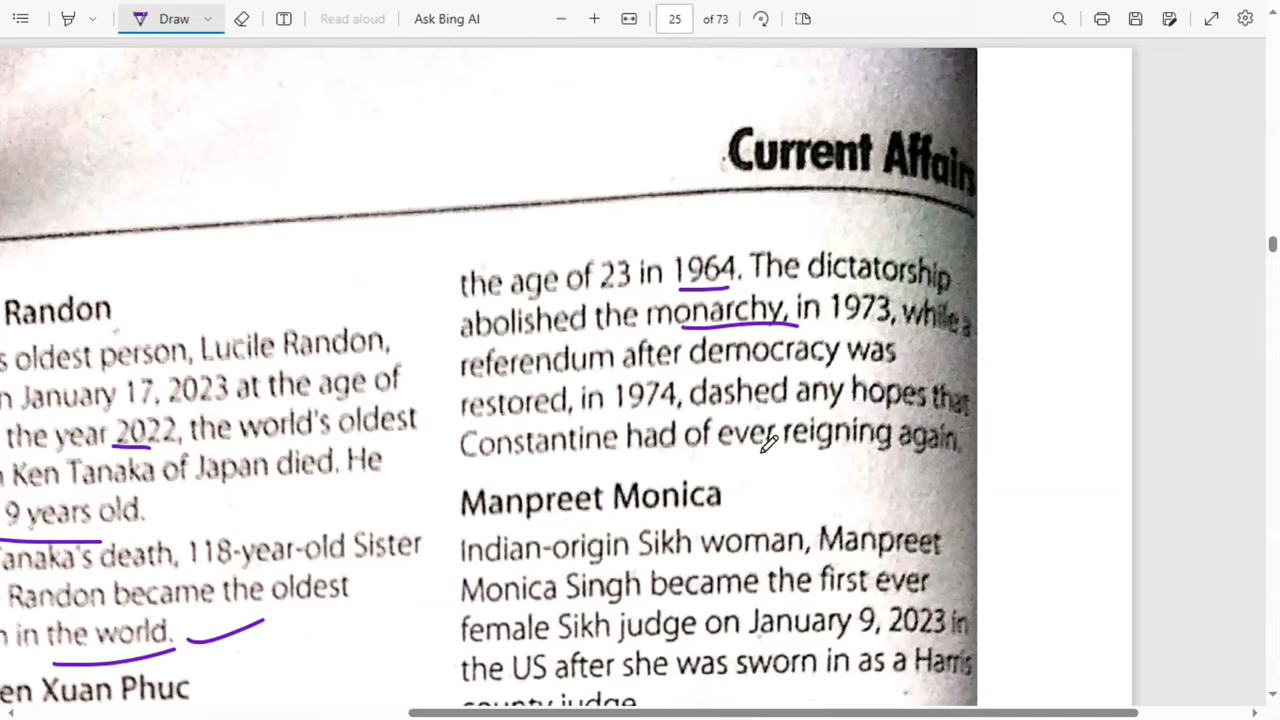 Draw
Read aloud
Ask Bing AI
25
of 73
Current Affair
Randon
s oldest person, Lucile Randon,
n January 17, 2023 at the age of
the year 2022, the world's oldest
Ken Tanaka of Japan died. He
9 years old.
anaka's death, 118-year-old Sister
Randon became the oldest
n in the world.
en Xuan Phuc
the age of 23 in 1964. The dictatorship
abolished the monarchy, in 1973, while a
referendum after democracy was
restored, in 1974, dashed any hopes that
Constantine had of ever reigning again.
Manpreet Monica
Indian-origin Sikh woman, Manpreet
Monica Singh became the first ever
female Sikh judge on January 9, 2023 in
the US after she was sworn in as a Harris
county judge